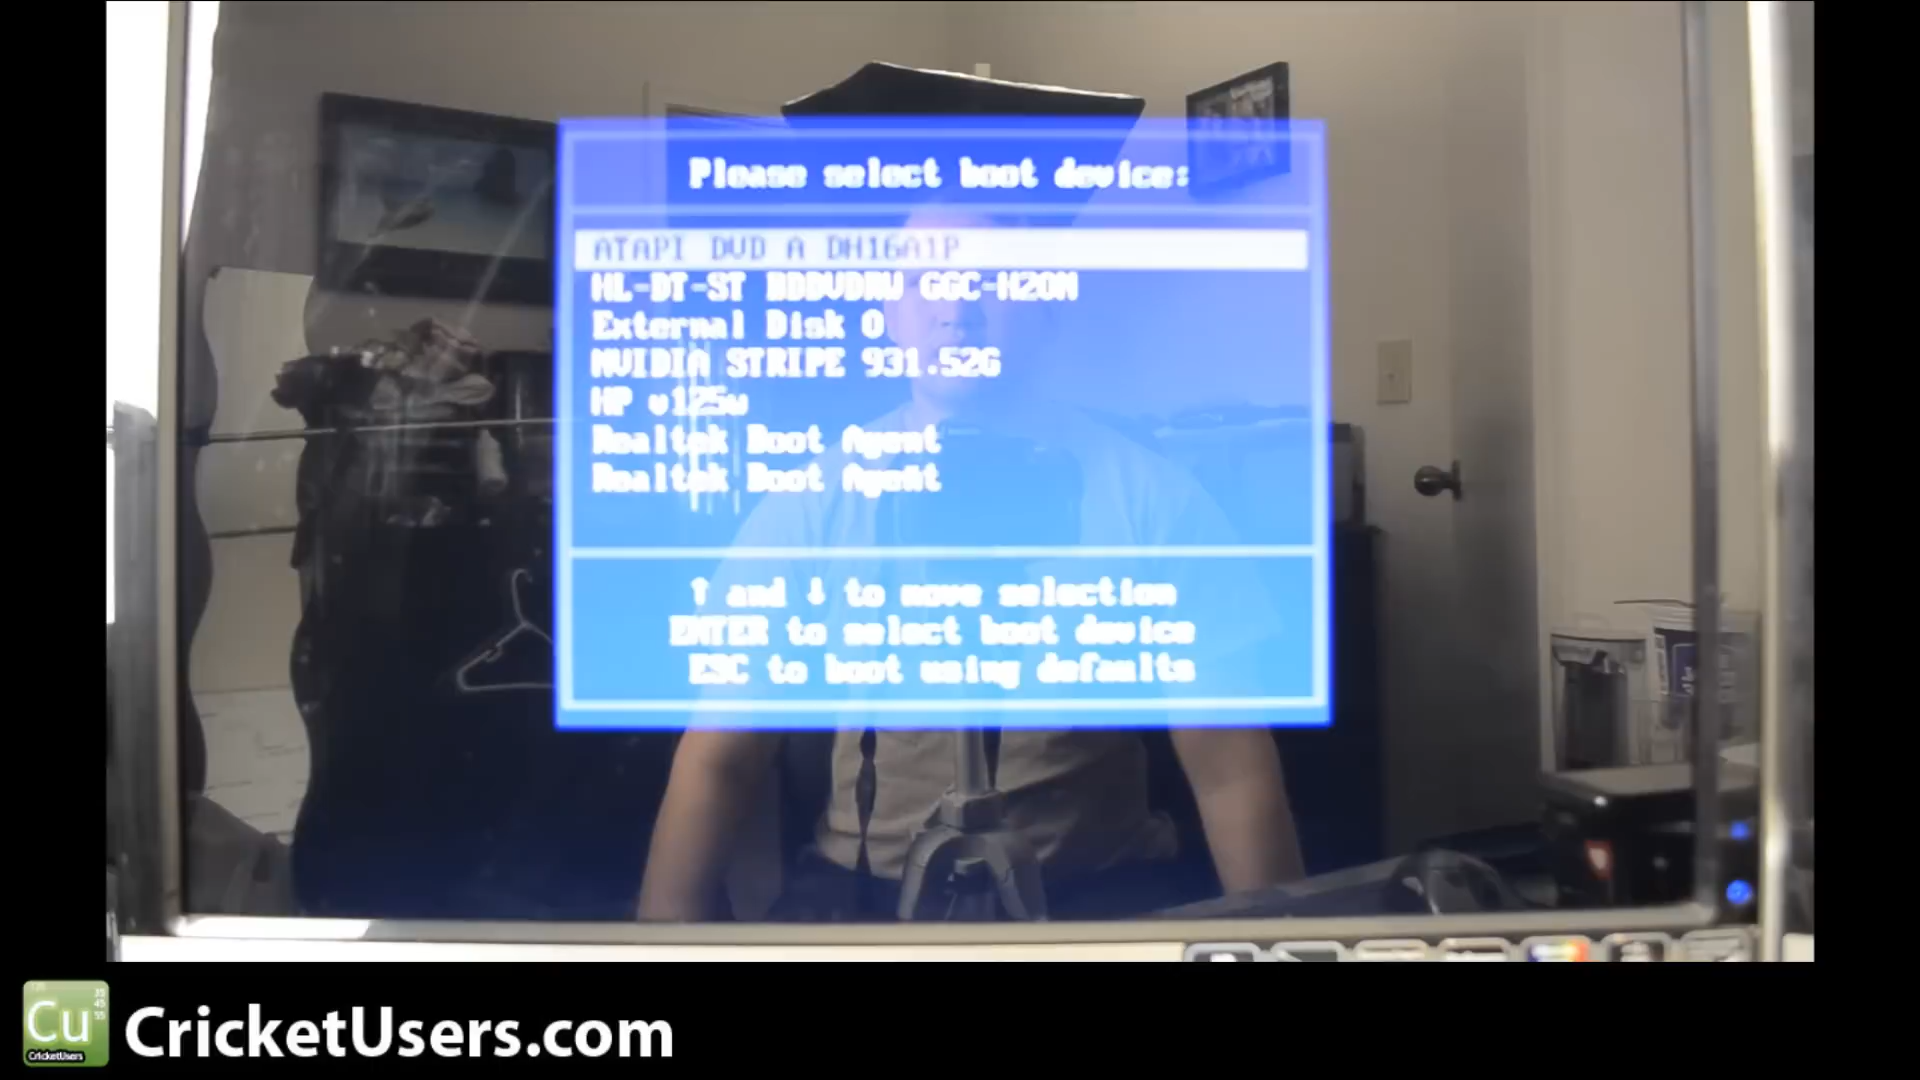 Please select boot device:
ATAPI DVD A DH16A1P
HL-DT-ST BDDVDRW GGC-H20N
External Disk 0
NVIDIA STRIPE 931.52G
HP v125w
Realtek Boot Agent
Realtek Boot Agent
↑ and ↓ to move selection
ENTER to select boot device
ESC to boot using defaults
Cu
CricketUsers
CricketUsers.com